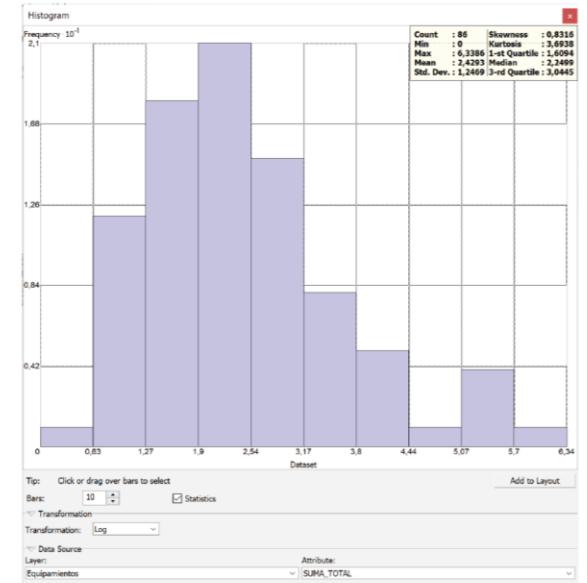 Histogram
Frequency 10⁻¹
Count : 86 Skewness : 0,8316
Min : 0 Kurtosis : 3,6938
Max : 6,3386 1-st Quartile : 1,6094
Mean : 2,4293 Median : 2,2499
Std. Dev. : 1,2469 3-rd Quartile : 3,0445
2,1
1,68
1,26
0,84
0,42
0 0,63 1,27 1,9 2,54 3,17 3,8 4,44 5,07 5,7 6,34
Dataset
Tip: Click or drag over bars to select Add to Layout
Bars: 10 Statistics
Transformation
Transformation: Log
Data Source
Layer: Attribute:
Equipamientos SUMA_TOTAL